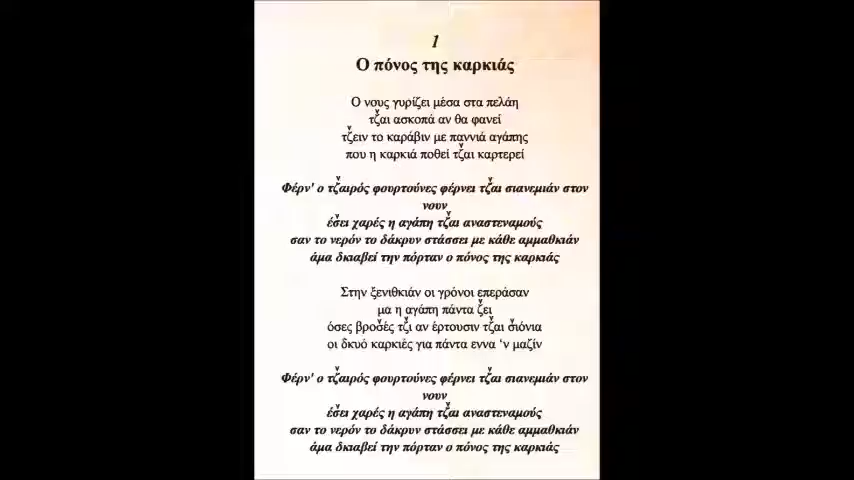 1
Ο πόνος της καρκιάς
Ο νους γυρίζει μέσα στα πελάη
τζ̌αι ασκοπά αν θα φανεί
τζ̌ειν το καράβιν με παννιά αγάπης
που η καρκιά ποθεί τζ̌αι καρτερεί
Φέρν' ο τζ̌αιρός φουρτούνες φέρνει τζ̌αι σιανεμιάν στον
νουν
έσ̌ει χαρές η αγάπη τζ̌αι αναστεναμούς
σαν το νερόν το δάκρυν στάσσει με κάθε αμμαθκιάν
άμα δκιαβεί την πόρταν ο πόνος της καρκιάς
Στην ξενιθκιάν οι γρόνοι επεράσαν
μα η αγάπη πάντα ζ̌ει
όσες βροσ̌ές τζ̌ι αν έρτουσιν τζ̌αι σ̌ιόνια
οι δκυό καρκιές για πάντα εννα ‘ν μαζίν
Φέρν' ο τζ̌αιρός φουρτούνες φέρνει τζ̌αι σιανεμιάν στον
νουν
έσ̌ει χαρές η αγάπη τζ̌αι αναστεναμούς
σαν το νερόν το δάκρυν στάσσει με κάθε αμμαθκιάν
άμα δκιαβεί την πόρταν ο πόνος της καρκιάς